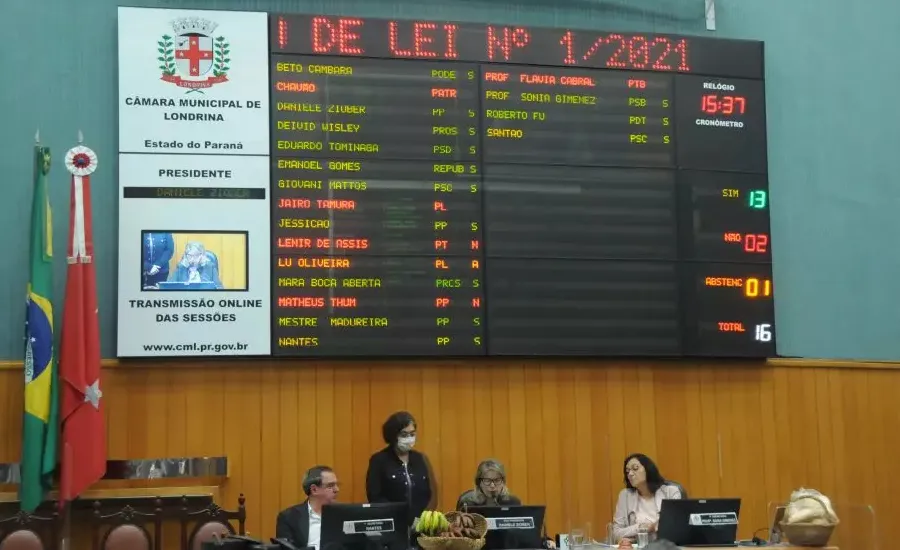 DE LEI Nº 1/2021
LONDRINA
CÂMARA MUNICIPAL DE
LONDRINA
Estado do Paraná
PRESIDENTE
DANIELE ZIOBER
TRANSMISSÃO ONLINE
DAS SESSÕES
www.cml.pr.gov.br
BETO CAMBARA PODE S
CHAVAO PATR
DANIELE ZIOBER PP S
DEIVID WISLEY PROS S
EDUARDO TOMINAGA PSD S
EMANOEL GOMES REPUB S
GIOVANI MATTOS PSC S
JAIRO TAMURA PL
JESSICAO PP S
LENIR DE ASSIS PT N
LU OLIVEIRA PL A
MARA BOCA ABERTA PROS S
MATHEUS THUM PP N
MESTRE MADUREIRA PP S
NANTES PP S
PROF FLAVIA CABRAL PTB
PROF SONIA GIMENEZ PSB S
ROBERTO FU PDT S
SANTAO PSC S
RELÓGIO
15:37
CRONÔMETRO
SIM 13
NÃO 02
ABSTENC 01
TOTAL 16
NANTES